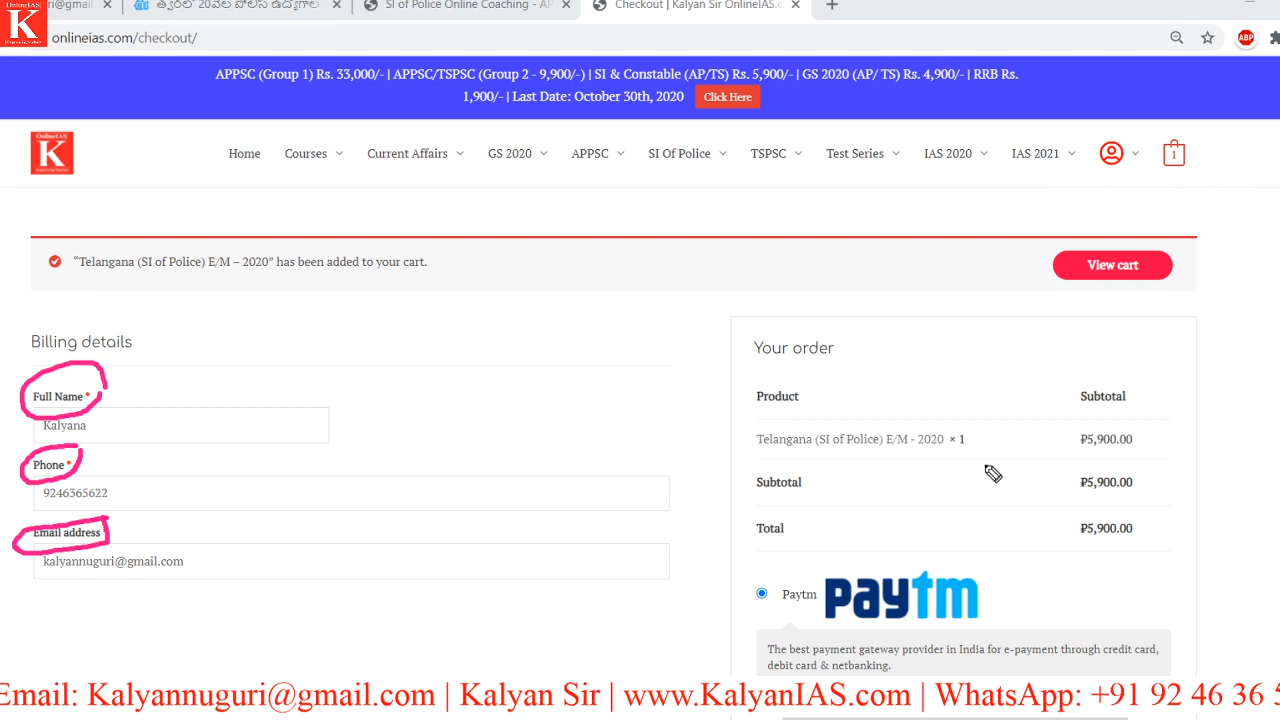 త్వరలో 20వేల పోలీసు ఉద్యోగాల
SI of Police Online Coaching - AP
Checkout | Kalyan Sir OnlineIAS.c
OnlineIAS
K
onlineias.com/checkout/
ABP
APPSC (Group 1) Rs. 33,000/- | APPSC/TSPSC (Group 2 - 9,900/-) | SI & Constable (AP/TS) Rs. 5,900/- | GS 2020 (AP/ TS) Rs. 4,900/- | RRB Rs.
1,900/- | Last Date: October 30th, 2020 Click Here
OnlineIAS
K
Home Courses Current Affairs GS 2020 APPSC SI Of Police TSPSC Test Series IAS 2020 IAS 2021 1
“Telangana (SI of Police) E/M – 2020” has been added to your cart.
View cart
Billing details
Full Name *
Kalyana
Phone *
9246365622
Email address
kalyannuguri@gmail.com
Your order
Product Subtotal
Telangana (SI of Police) E/M - 2020 × 1 ₽5,900.00
Subtotal ₽5,900.00
Total ₽5,900.00
Paytm paytm
The best payment gateway provider in India for e-payment through credit card,
debit card & netbanking.
Email: Kalyannuguri@gmail.com | Kalyan Sir | www.KalyanIAS.com | WhatsApp: +91 92 46 36 5